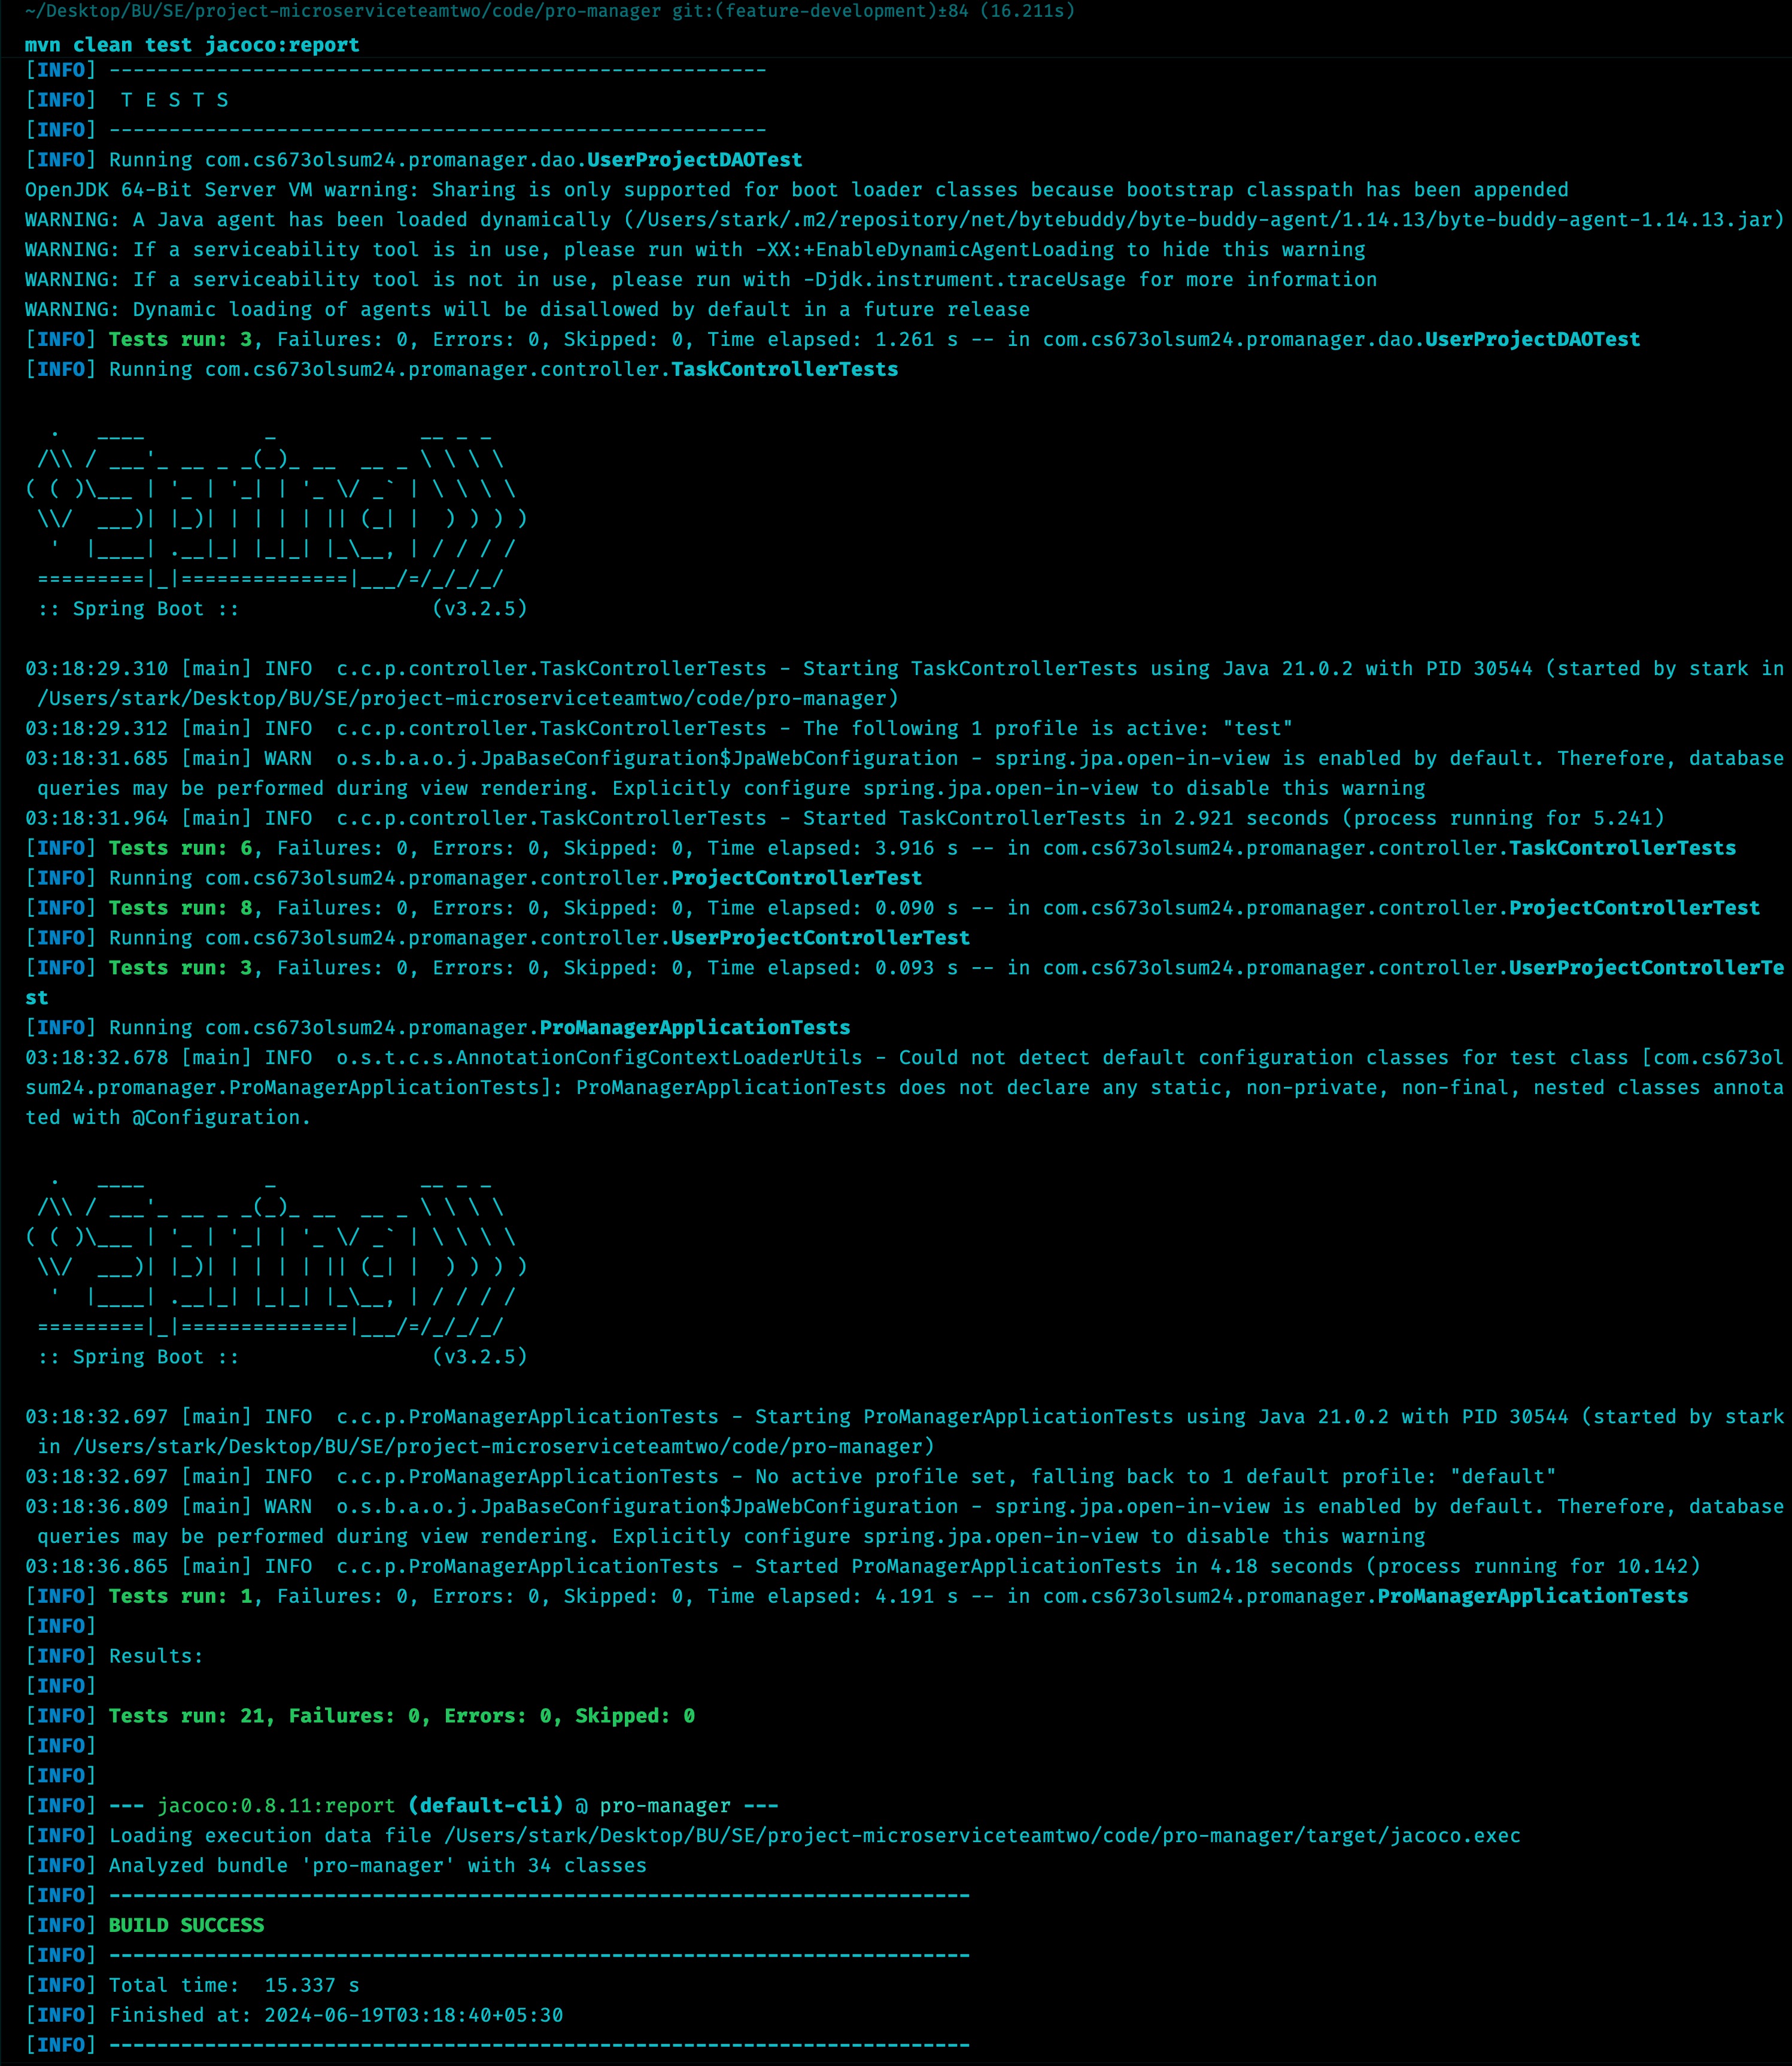 ~/Desktop/BU/SE/project-microserviceteamtwo/code/pro-manager git:(feature-development)±84 (16.211s)
mvn clean test jacoco:report
[INFO] -------------------------------------------------------
[INFO]  T E S T S
[INFO] -------------------------------------------------------
[INFO] Running com.cs673olsum24.promanager.dao.UserProjectDAOTest
OpenJDK 64-Bit Server VM warning: Sharing is only supported for boot loader classes because bootstrap classpath has been appended
WARNING: A Java agent has been loaded dynamically (/Users/stark/.m2/repository/net/bytebuddy/byte-buddy-agent/1.14.13/byte-buddy-agent-1.14.13.jar)
WARNING: If a serviceability tool is in use, please run with -XX:+EnableDynamicAgentLoading to hide this warning
WARNING: If a serviceability tool is not in use, please run with -Djdk.instrument.traceUsage for more information
WARNING: Dynamic loading of agents will be disallowed by default in a future release
[INFO] Tests run: 3, Failures: 0, Errors: 0, Skipped: 0, Time elapsed: 1.261 s -- in com.cs673olsum24.promanager.dao.UserProjectDAOTest
[INFO] Running com.cs673olsum24.promanager.controller.TaskControllerTests
  .   ____          _            __ _ _
 /\\ / ___'_ __ _ _(_)_ __  __ _ \ \ \ \
( ( )\___ | '_ | '_| | '_ \/ _` | \ \ \ \
 \\/  ___)| |_)| | | | | || (_| |  ) ) ) )
  '  |____| .__|_| |_|_| |_\__, | / / / /
 =========|_|==============|___/=/_/_/_/
 :: Spring Boot ::                (v3.2.5)
03:18:29.310 [main] INFO  c.c.p.controller.TaskControllerTests - Starting TaskControllerTests using Java 21.0.2 with PID 30544 (started by stark in
 /Users/stark/Desktop/BU/SE/project-microserviceteamtwo/code/pro-manager)
03:18:29.312 [main] INFO  c.c.p.controller.TaskControllerTests - The following 1 profile is active: "test"
03:18:31.685 [main] WARN  o.s.b.a.o.j.JpaBaseConfiguration$JpaWebConfiguration - spring.jpa.open-in-view is enabled by default. Therefore, database
 queries may be performed during view rendering. Explicitly configure spring.jpa.open-in-view to disable this warning
03:18:31.964 [main] INFO  c.c.p.controller.TaskControllerTests - Started TaskControllerTests in 2.921 seconds (process running for 5.241)
[INFO] Tests run: 6, Failures: 0, Errors: 0, Skipped: 0, Time elapsed: 3.916 s -- in com.cs673olsum24.promanager.controller.TaskControllerTests
[INFO] Running com.cs673olsum24.promanager.controller.ProjectControllerTest
[INFO] Tests run: 8, Failures: 0, Errors: 0, Skipped: 0, Time elapsed: 0.090 s -- in com.cs673olsum24.promanager.controller.ProjectControllerTest
[INFO] Running com.cs673olsum24.promanager.controller.UserProjectControllerTest
[INFO] Tests run: 3, Failures: 0, Errors: 0, Skipped: 0, Time elapsed: 0.093 s -- in com.cs673olsum24.promanager.controller.UserProjectControllerTe
st
[INFO] Running com.cs673olsum24.promanager.ProManagerApplicationTests
03:18:32.678 [main] INFO  o.s.t.c.s.AnnotationConfigContextLoaderUtils - Could not detect default configuration classes for test class [com.cs673ol
sum24.promanager.ProManagerApplicationTests]: ProManagerApplicationTests does not declare any static, non-private, non-final, nested classes annota
ted with @Configuration.
  .   ____          _            __ _ _
 /\\ / ___'_ __ _ _(_)_ __  __ _ \ \ \ \
( ( )\___ | '_ | '_| | '_ \/ _` | \ \ \ \
 \\/  ___)| |_)| | | | | || (_| |  ) ) ) )
  '  |____| .__|_| |_|_| |_\__, | / / / /
 =========|_|==============|___/=/_/_/_/
 :: Spring Boot ::                (v3.2.5)
03:18:32.697 [main] INFO  c.c.p.ProManagerApplicationTests - Starting ProManagerApplicationTests using Java 21.0.2 with PID 30544 (started by stark
 in /Users/stark/Desktop/BU/SE/project-microserviceteamtwo/code/pro-manager)
03:18:32.697 [main] INFO  c.c.p.ProManagerApplicationTests - No active profile set, falling back to 1 default profile: "default"
03:18:36.809 [main] WARN  o.s.b.a.o.j.JpaBaseConfiguration$JpaWebConfiguration - spring.jpa.open-in-view is enabled by default. Therefore, database
 queries may be performed during view rendering. Explicitly configure spring.jpa.open-in-view to disable this warning
03:18:36.865 [main] INFO  c.c.p.ProManagerApplicationTests - Started ProManagerApplicationTests in 4.18 seconds (process running for 10.142)
[INFO] Tests run: 1, Failures: 0, Errors: 0, Skipped: 0, Time elapsed: 4.191 s -- in com.cs673olsum24.promanager.ProManagerApplicationTests
[INFO]
[INFO] Results:
[INFO]
[INFO] Tests run: 21, Failures: 0, Errors: 0, Skipped: 0
[INFO]
[INFO]
[INFO] --- jacoco:0.8.11:report (default-cli) @ pro-manager ---
[INFO] Loading execution data file /Users/stark/Desktop/BU/SE/project-microserviceteamtwo/code/pro-manager/target/jacoco.exec
[INFO] Analyzed bundle 'pro-manager' with 34 classes
[INFO] ------------------------------------------------------------------------
[INFO] BUILD SUCCESS
[INFO] ------------------------------------------------------------------------
[INFO] Total time:  15.337 s
[INFO] Finished at: 2024-06-19T03:18:40+05:30
[INFO] ------------------------------------------------------------------------